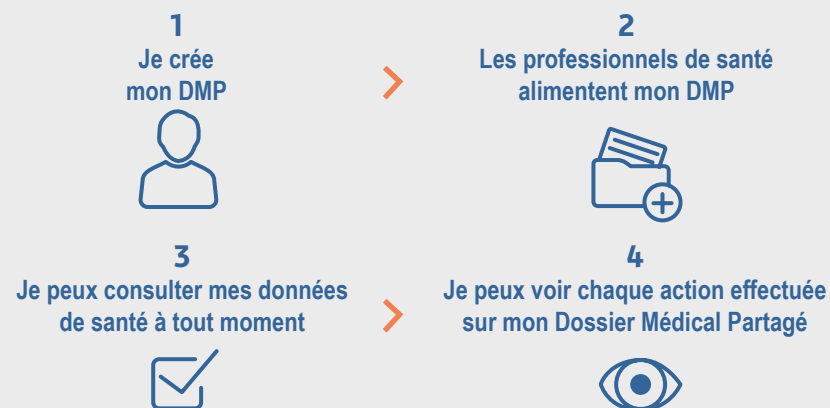 1
Je crée
mon DMP
2
Les professionnels de santé
alimentent mon DMP
3
Je peux consulter mes données
de santé à tout moment
4
Je peux voir chaque action effectuée
sur mon Dossier Médical Partagé